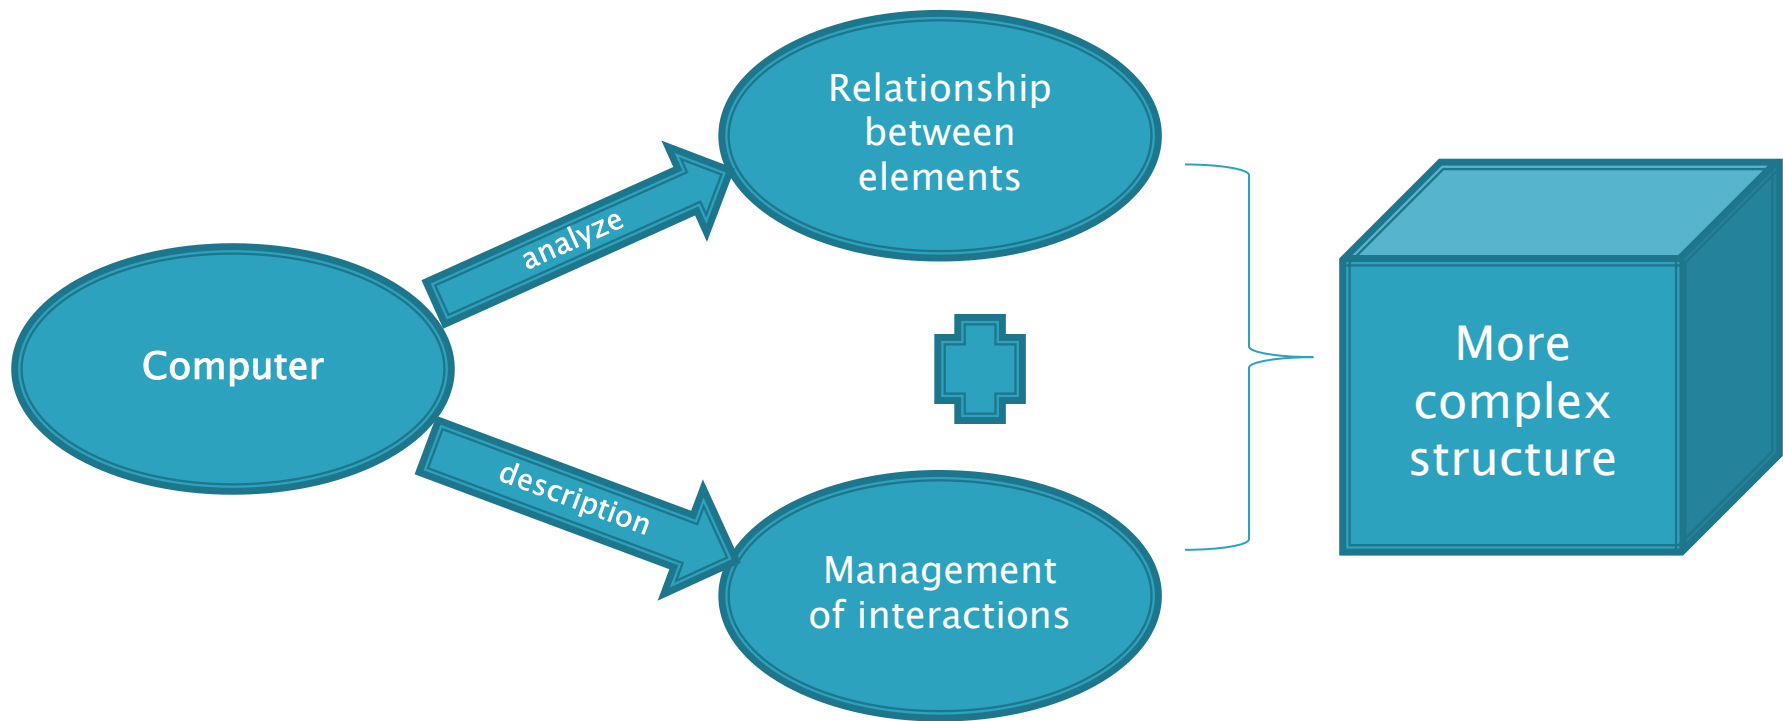 Relationship
between
elements
analyze
Computer
description
Management
of interactions
More
complex
structure